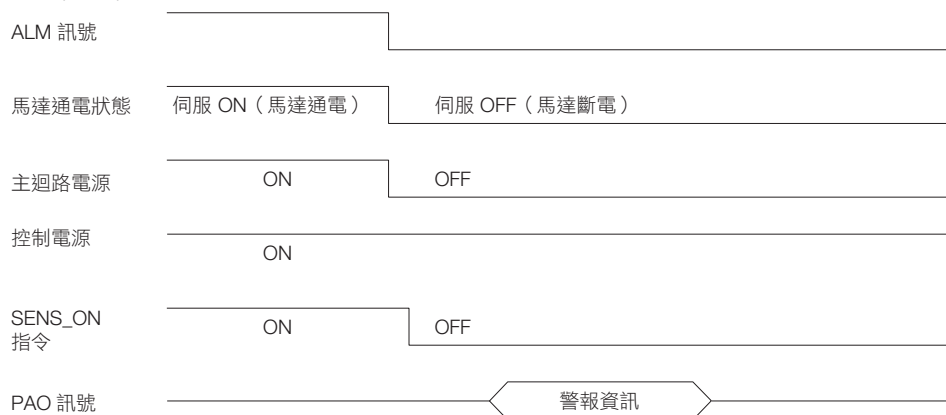 ALM 訊號
馬達通電狀態 伺服 ON（馬達通電） 伺服 OFF（馬達斷電）
主迴路電源 ON OFF
控制電源
ON
SENS_ON
指令
ON OFF
PAO 訊號 警報資訊